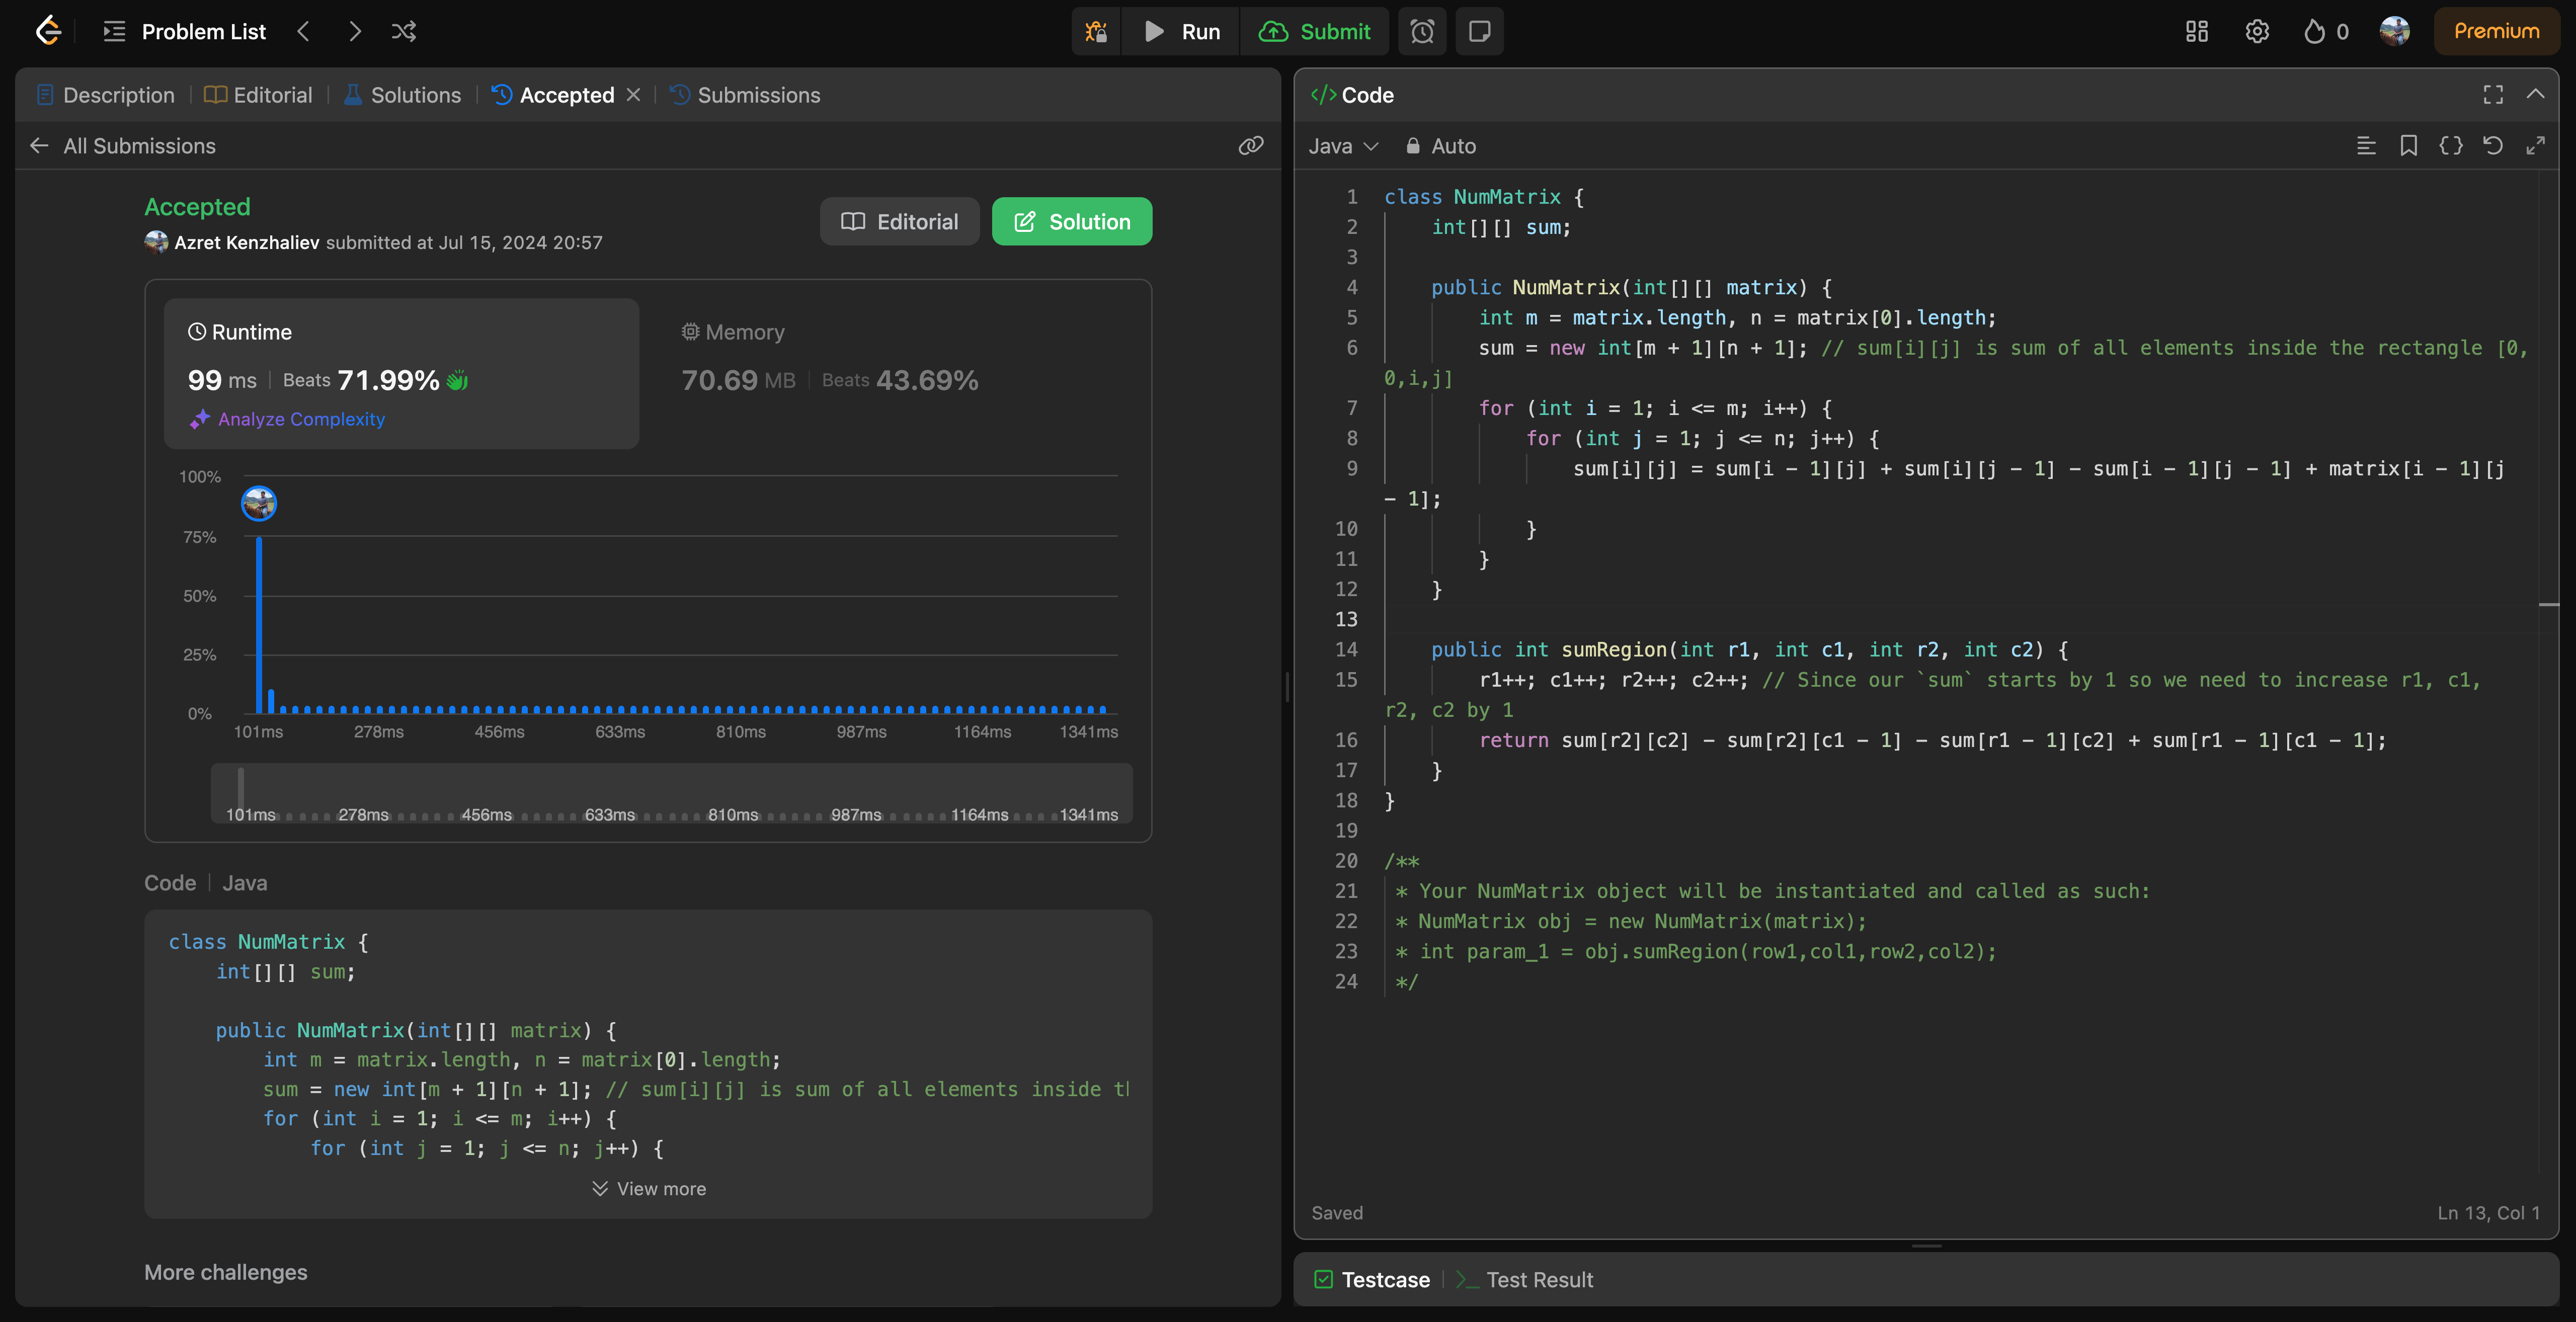 Problem List
Run
Submit
0
Premium
Description
Editorial
Solutions
Accepted
Submissions
All Submissions
Accepted
Azret Kenzhaliev submitted at Jul 15, 2024 20:57
Editorial
Solution
Runtime
99 ms
Beats 71.99%
Analyze Complexity
Memory
70.69 MB
Beats 43.69%
100%
75%
50%
25%
0%
101ms 278ms 456ms 633ms 810ms 987ms 1164ms 1341ms
101ms 278ms 456ms 633ms 810ms 987ms 1164ms 1341ms
Code
Java
class NumMatrix {
int[][] sum;
public NumMatrix(int[][] matrix) {
int m = matrix.length, n = matrix[0].length;
sum = new int[m + 1][n + 1]; // sum[i][j] is sum of all elements inside th
for (int i = 1; i <= m; i++) {
for (int j = 1; j <= n; j++) {
View more
More challenges
Code
Java
Auto
1 class NumMatrix {
2 int[][] sum;
3
4 public NumMatrix(int[][] matrix) {
5 int m = matrix.length, n = matrix[0].length;
6 sum = new int[m + 1][n + 1]; // sum[i][j] is sum of all elements inside the rectangle [0,
0,i,j]
7 for (int i = 1; i <= m; i++) {
8 for (int j = 1; j <= n; j++) {
9 sum[i][j] = sum[i - 1][j] + sum[i][j - 1] - sum[i - 1][j - 1] + matrix[i - 1][j
- 1];
10 }
11 }
12 }
13
14 public int sumRegion(int r1, int c1, int r2, int c2) {
15 r1++; c1++; r2++; c2++; // Since our `sum` starts by 1 so we need to increase r1, c1,
r2, c2 by 1
16 return sum[r2][c2] - sum[r2][c1 - 1] - sum[r1 - 1][c2] + sum[r1 - 1][c1 - 1];
17 }
18 }
19
20 /**
21 * Your NumMatrix object will be instantiated and called as such:
22 * NumMatrix obj = new NumMatrix(matrix);
23 * int param_1 = obj.sumRegion(row1,col1,row2,col2);
24 */
Saved
Ln 13, Col 1
Testcase
Test Result